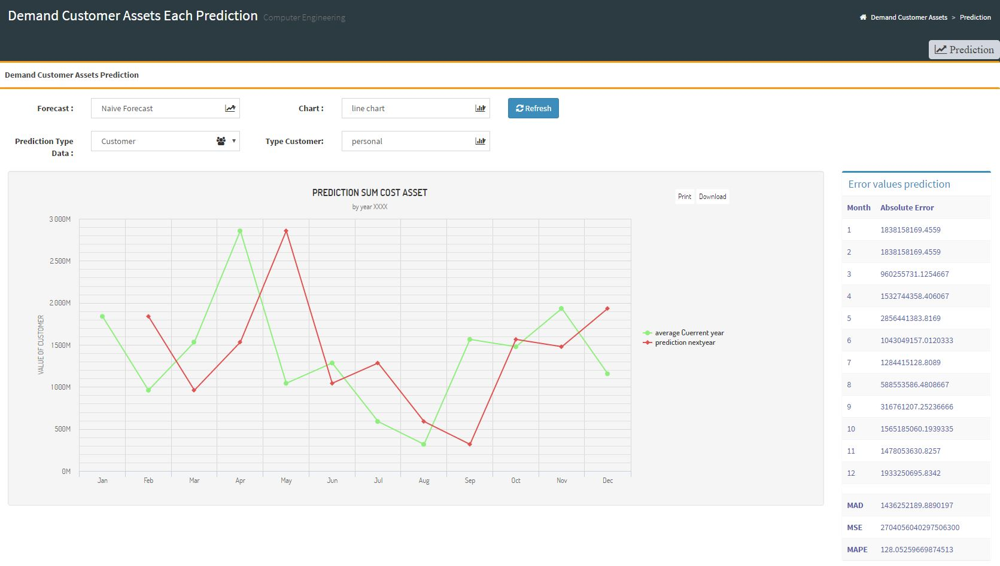 Demand Customer Assets Each Prediction Computer Engineering
Demand Customer Assets > Prediction
Prediction
Demand Customer Assets Prediction
Forecast : Naive Forecast Chart : line chart Refresh
Prediction Type Data : Customer Type Customer: personal
PREDICTION SUM COST ASSET
by year XXXX
Print Download
VALUE OF CUSTOMER
3 000M
2 500M
2 000M
1 500M
1 000M
500M
0M
Jan Feb Mar Apr May Jun Jul Aug Sep Oct Nov Dec
average Cuerrent year
prediction nextyear
Error values prediction
Month Absolute Error
1 1838158169.4559
2 1838158169.4559
3 960255731.1254667
4 1532744358.406067
5 2856441383.8169
6 1043049157.0120333
7 1284415128.8089
8 588553586.4808667
9 316761207.25236666
10 1565185060.1939335
11 1478053630.8257
12 1933250695.8342
MAD 1436252189.8890197
MSE 2704056040297506300
MAPE 128.05259669874513